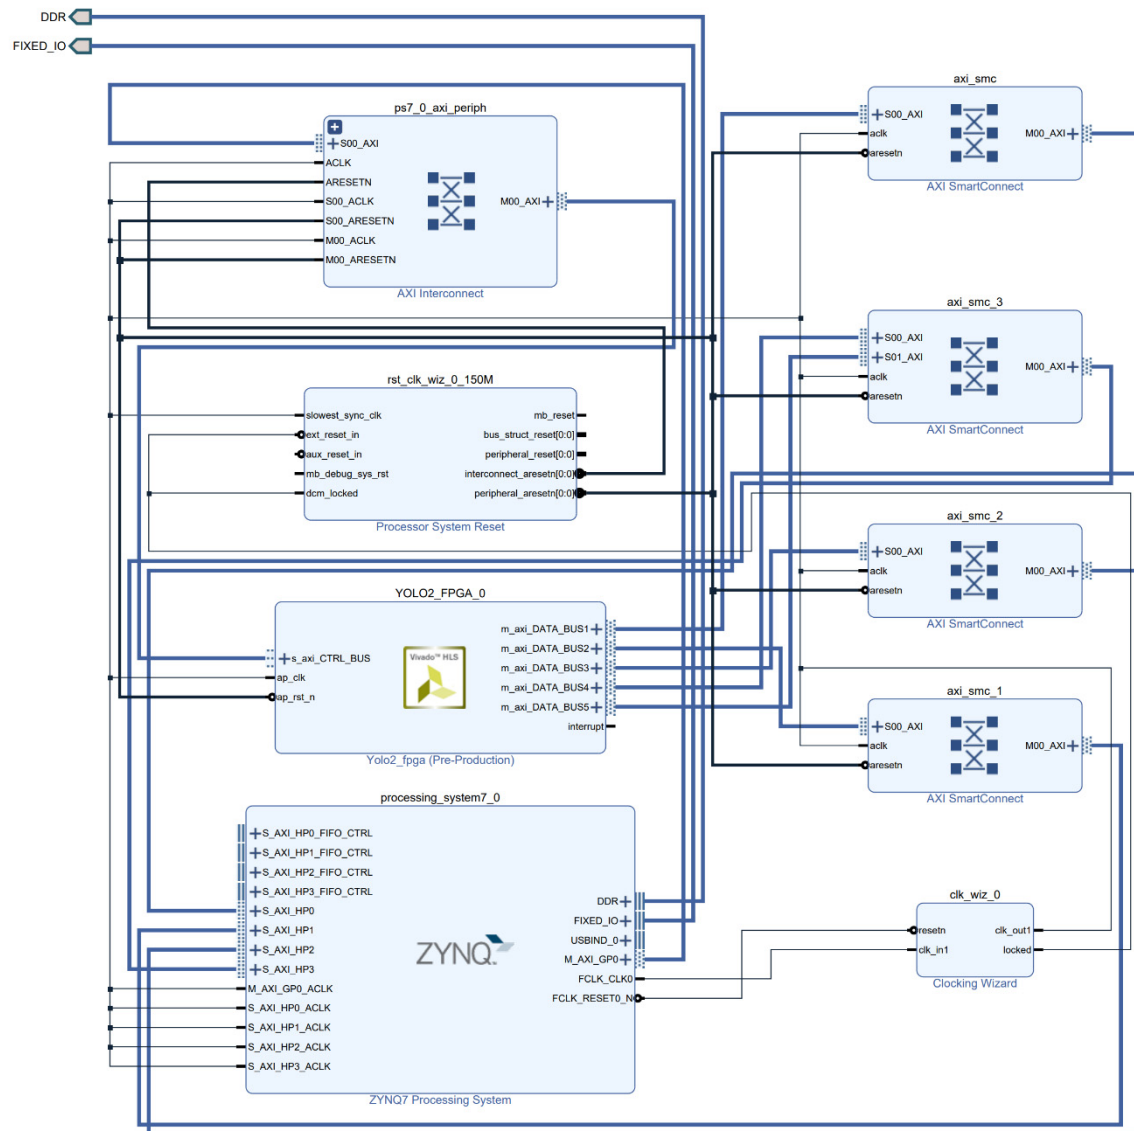 DDR
FIXED_IO
ps7_0_axi_periph
S00_AXI
ACLK
ARESETN
S00_ACLK
S00_ARESETN
M00_ACLK
M00_ARESETN
M00_AXI
AXI Interconnect
rst_clk_wiz_0_150M
slowest_sync_clk
ext_reset_in
aux_reset_in
mb_debug_sys_rst
dcm_locked
mb_reset
bus_struct_reset[0:0]
peripheral_reset[0:0]
interconnect_aresetn[0:0]
peripheral_aresetn[0:0]
Processor System Reset
YOLO2_FPGA_0
s_axi_CTRL_BUS
ap_clk
ap_rst_n
Vivado™ HLS
m_axi_DATA_BUS1
m_axi_DATA_BUS2
m_axi_DATA_BUS3
m_axi_DATA_BUS4
m_axi_DATA_BUS5
interrupt
Yolo2_fpga (Pre-Production)
processing_system7_0
S_AXI_HP0_FIFO_CTRL
S_AXI_HP1_FIFO_CTRL
S_AXI_HP2_FIFO_CTRL
S_AXI_HP3_FIFO_CTRL
S_AXI_HP0
S_AXI_HP1
S_AXI_HP2
S_AXI_HP3
M_AXI_GP0_ACLK
S_AXI_HP0_ACLK
S_AXI_HP1_ACLK
S_AXI_HP2_ACLK
S_AXI_HP3_ACLK
ZYNQ
DDR
FIXED_IO
USBIND_0
M_AXI_GP0
FCLK_CLK0
FCLK_RESET0_N
ZYNQ7 Processing System
axi_smc
S00_AXI
aclk
aresetn
M00_AXI
AXI SmartConnect
axi_smc_3
S00_AXI
S01_AXI
aclk
aresetn
M00_AXI
AXI SmartConnect
axi_smc_2
S00_AXI
aclk
aresetn
M00_AXI
AXI SmartConnect
axi_smc_1
S00_AXI
aclk
aresetn
M00_AXI
AXI SmartConnect
clk_wiz_0
resetn
clk_in1
clk_out1
locked
Clocking Wizard